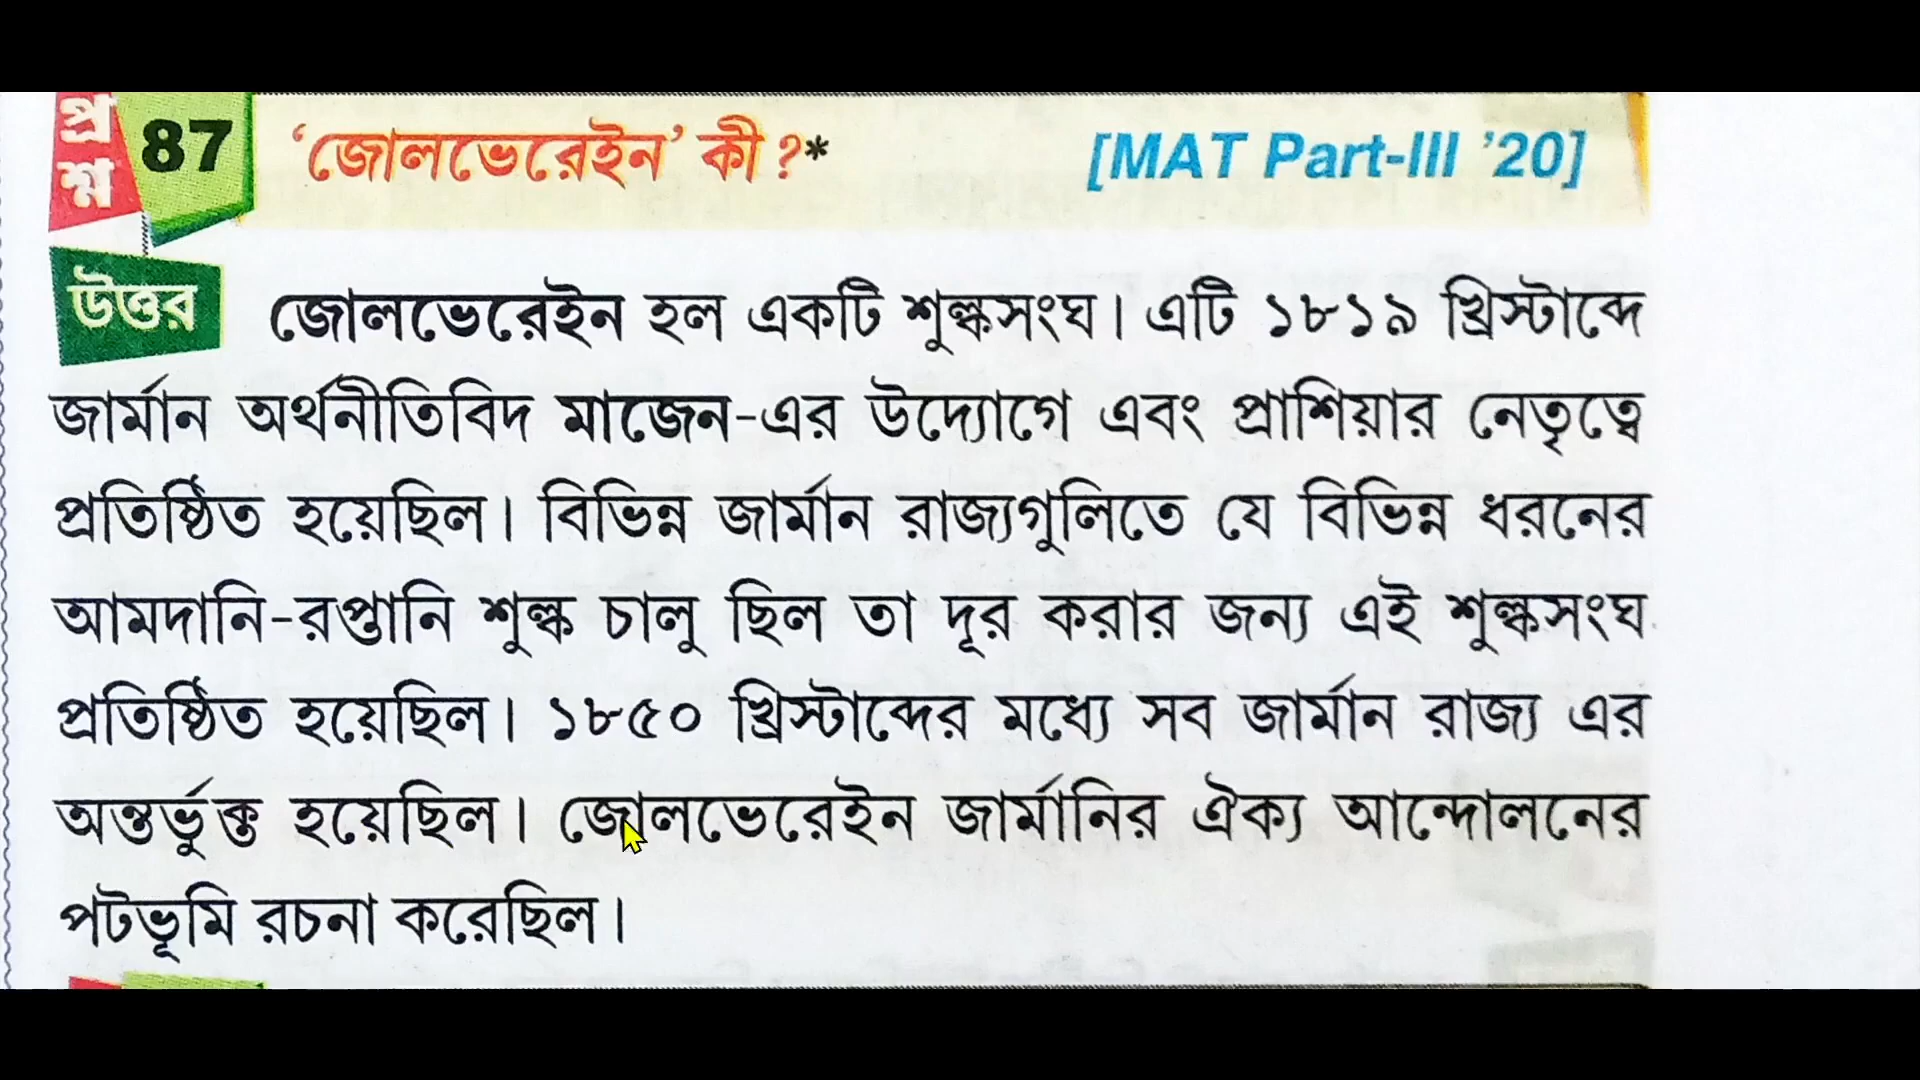 প্রশ্ন 87 ‘জোলভেরেইন’ কী ?* [MAT Part-III ’20]
উত্তর জোলভেরেইন হল একটি শুল্কসংঘ। এটি ১৮১৯ খ্রিস্টাব্দে
জার্মান অর্থনীতিবিদ মাজেন-এর উদ্যোগে এবং প্রাশিয়ার নেতৃত্বে
প্রতিষ্ঠিত হয়েছিল। বিভিন্ন জার্মান রাজ্যগুলিতে যে বিভিন্ন ধরনের
আমদানি-রপ্তানি শুল্ক চালু ছিল তা দূর করার জন্য এই শুল্কসংঘ
প্রতিষ্ঠিত হয়েছিল। ১৮৫০ খ্রিস্টাব্দের মধ্যে সব জার্মান রাজ্য এর
অন্তর্ভুক্ত হয়েছিল। জোলভেরেইন জার্মানির ঐক্য আন্দোলনের
পটভূমি রচনা করেছিল।